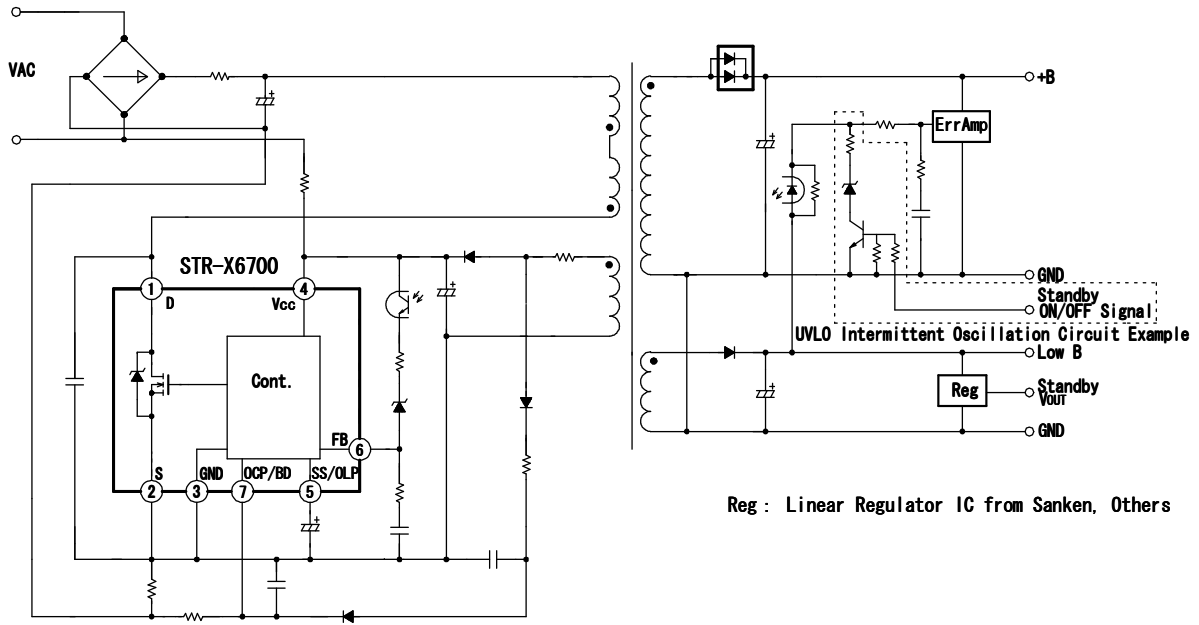 VAC
+B
ErrAmp
GND
Standby
ON/OFF Signal
UVLO Intermittent Oscillation Circuit Example
STR-X6700
1
D
4
VCC
Cont.
Low B
Reg
Standby
VOUT
GND
FB
6
S
GND
OCP/BD
SS/OLP
2
3
7
5
Reg : Linear Regulator IC from Sanken, Others
+
+
+
+
+